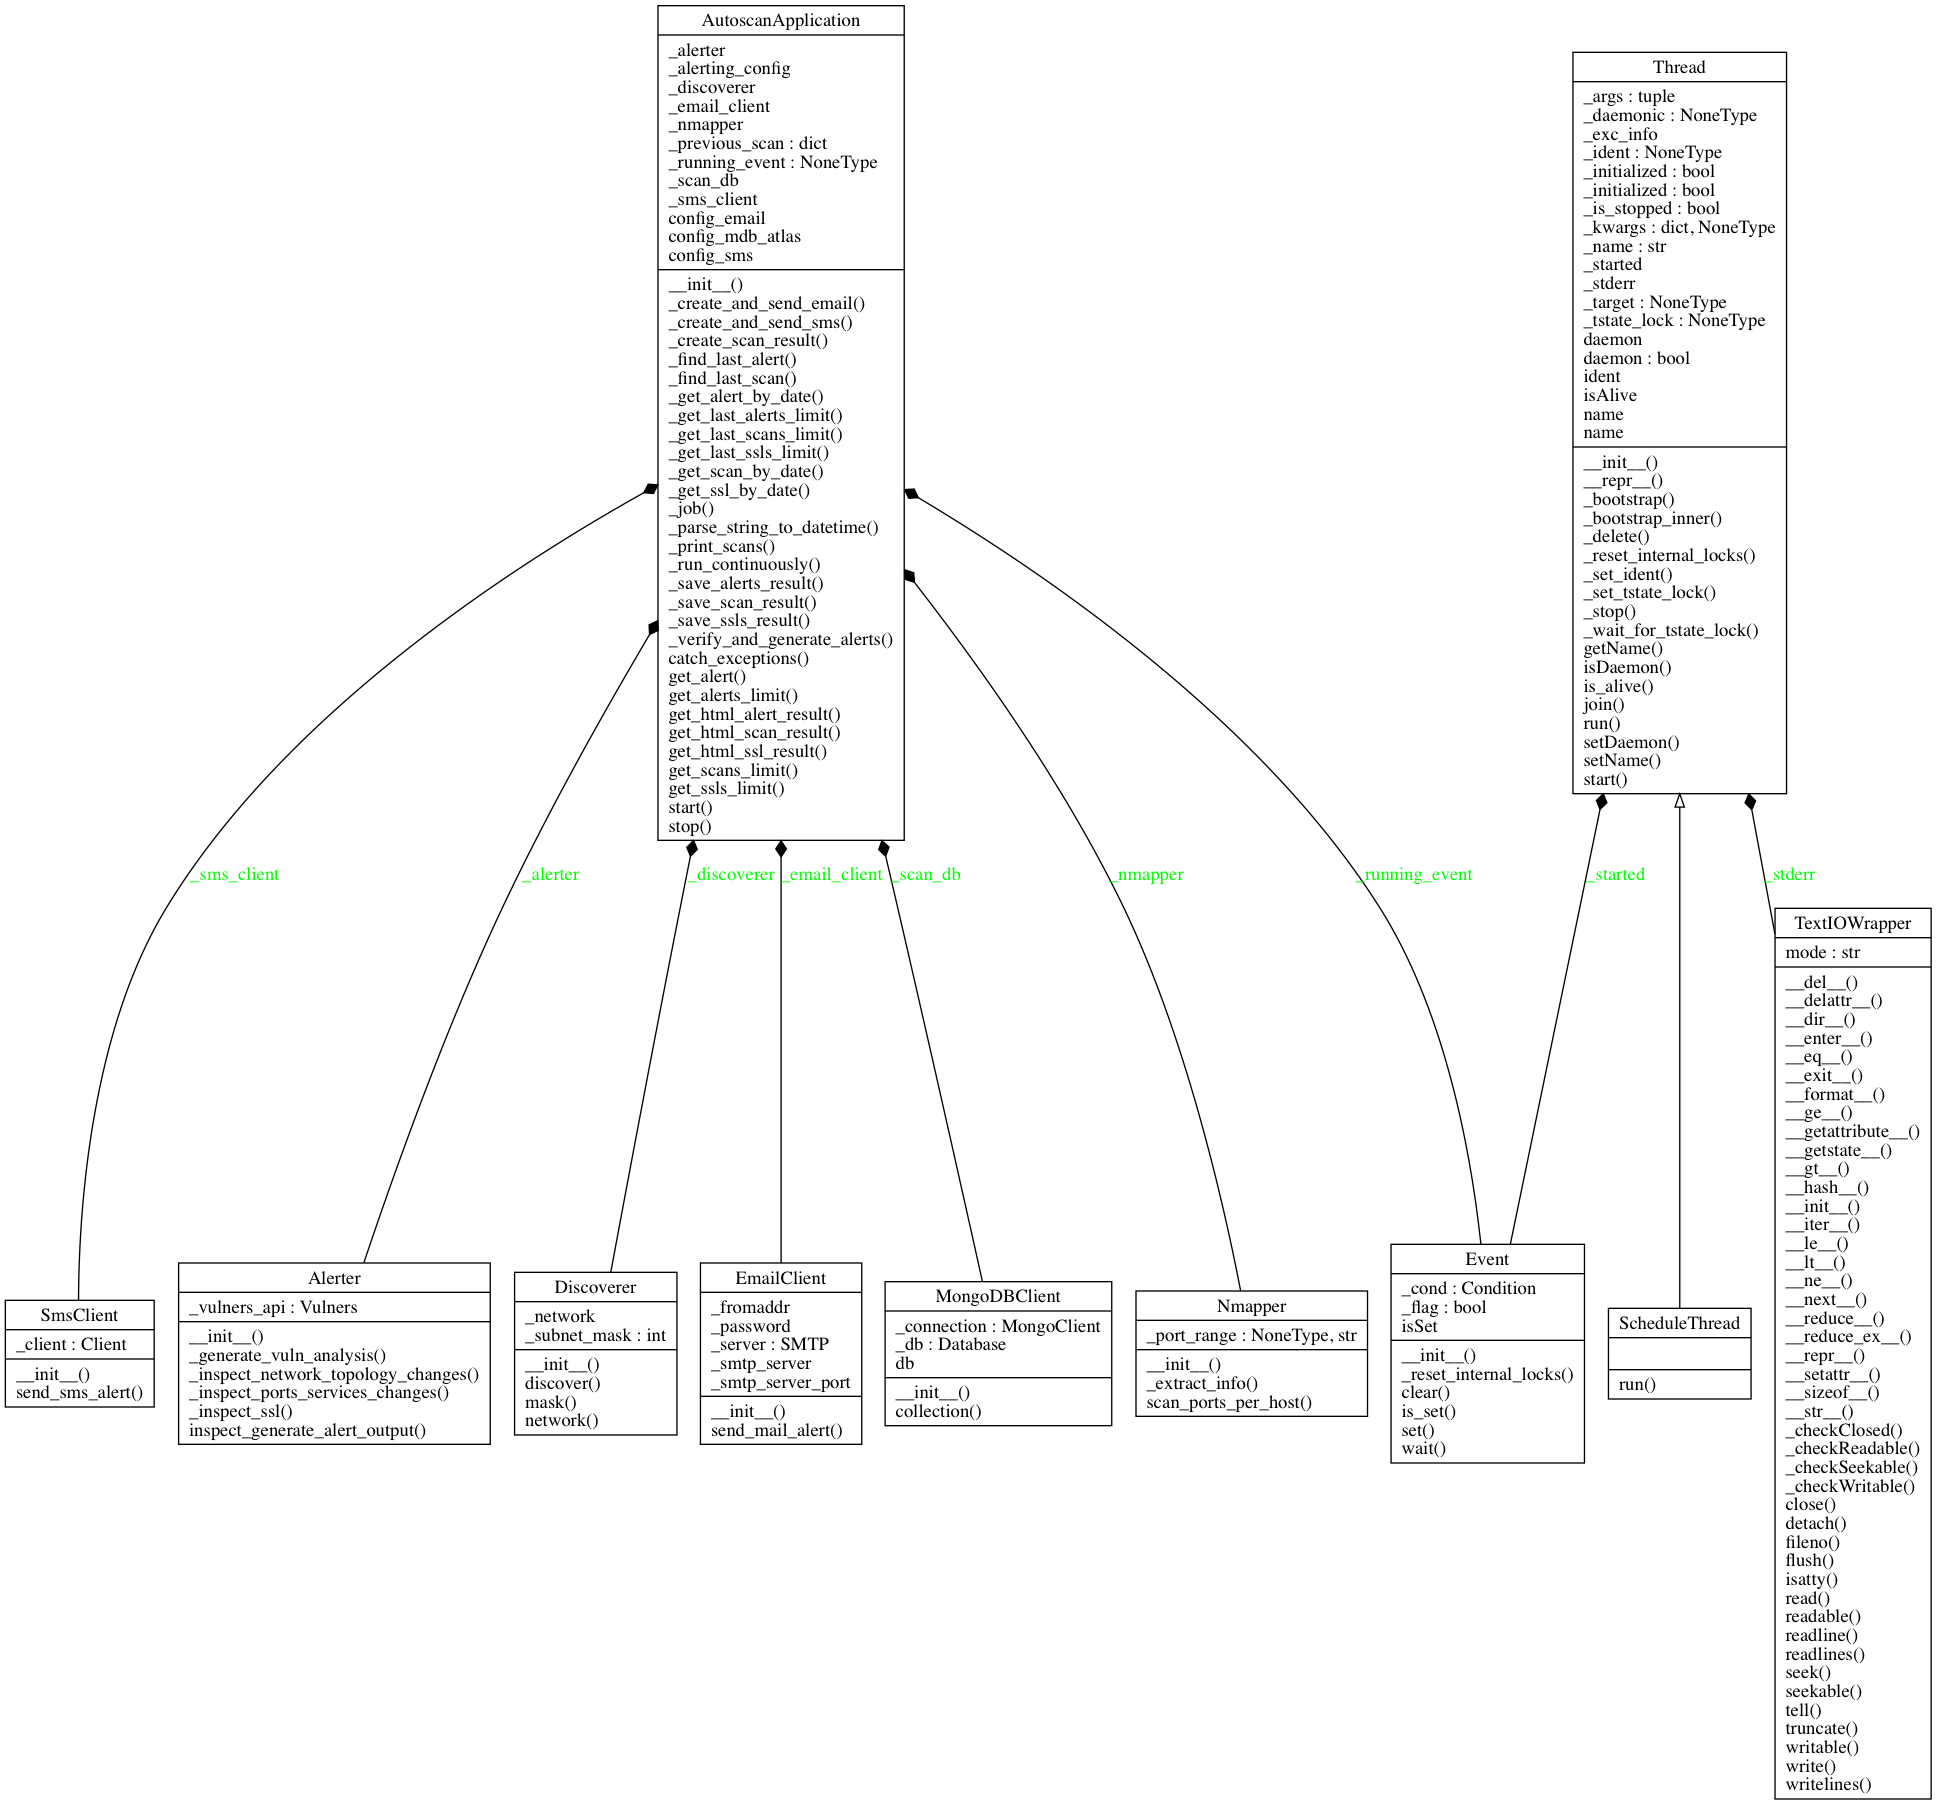 AutoscanApplication
_alerter
_alerting_config
_discoverer
_email_client
_nmapper
_previous_scan : dict
_running_event : NoneType
_scan_db
_sms_client
config_email
config_mdb_atlas
config_sms
__init__()
_create_and_send_email()
_create_and_send_sms()
_create_scan_result()
_find_last_alert()
_find_last_scan()
_get_alert_by_date()
_get_last_alerts_limit()
_get_last_scans_limit()
_get_last_ssls_limit()
_get_scan_by_date()
_get_ssl_by_date()
_job()
_parse_string_to_datetime()
_print_scans()
_run_continuously()
_save_alerts_result()
_save_scan_result()
_save_ssls_result()
_verify_and_generate_alerts()
catch_exceptions()
get_alert()
get_alerts_limit()
get_html_alert_result()
get_html_scan_result()
get_html_ssl_result()
get_scans_limit()
get_ssls_limit()
start()
stop()
Thread
_args : tuple
_daemonic : NoneType
_exc_info
_ident : NoneType
_initialized : bool
_initialized : bool
_is_stopped : bool
_kwargs : dict, NoneType
_name : str
_started
_stderr
_target : NoneType
_tstate_lock : NoneType
daemon
daemon : bool
ident
isAlive
name
name
__init__()
__repr__()
_bootstrap()
_bootstrap_inner()
_delete()
_reset_internal_locks()
_set_ident()
_set_tstate_lock()
_stop()
_wait_for_tstate_lock()
getName()
isDaemon()
is_alive()
join()
run()
setDaemon()
setName()
start()
_sms_client
_alerter
_discoverer
_email_client
_scan_db
_nmapper
_running_event
_started
_stderr
SmsClient
_client : Client
__init__()
send_sms_alert()
Alerter
_vulners_api : Vulners
__init__()
_generate_vuln_analysis()
_inspect_network_topology_changes()
_inspect_ports_services_changes()
_inspect_ssl()
inspect_generate_alert_output()
Discoverer
_network
_subnet_mask : int
__init__()
discover()
mask()
network()
EmailClient
_fromaddr
_password
_server : SMTP
_smtp_server
_smtp_server_port
__init__()
send_mail_alert()
MongoDBClient
_connection : MongoClient
_db : Database
db
__init__()
collection()
Nmapper
_port_range : NoneType, str
__init__()
_extract_info()
scan_ports_per_host()
Event
_cond : Condition
_flag : bool
isSet
__init__()
_reset_internal_locks()
clear()
is_set()
set()
wait()
ScheduleThread
run()
TextIOWrapper
mode : str
__del__()
__delattr__()
__dir__()
__enter__()
__eq__()
__exit__()
__format__()
__ge__()
__getattribute__()
__getstate__()
__gt__()
__hash__()
__init__()
__iter__()
__le__()
__lt__()
__ne__()
__next__()
__reduce__()
__reduce_ex__()
__repr__()
__setattr__()
__sizeof__()
__str__()
_checkClosed()
_checkReadable()
_checkSeekable()
_checkWritable()
close()
detach()
fileno()
flush()
isatty()
read()
readable()
readline()
readlines()
seek()
seekable()
tell()
truncate()
writable()
write()
writelines()